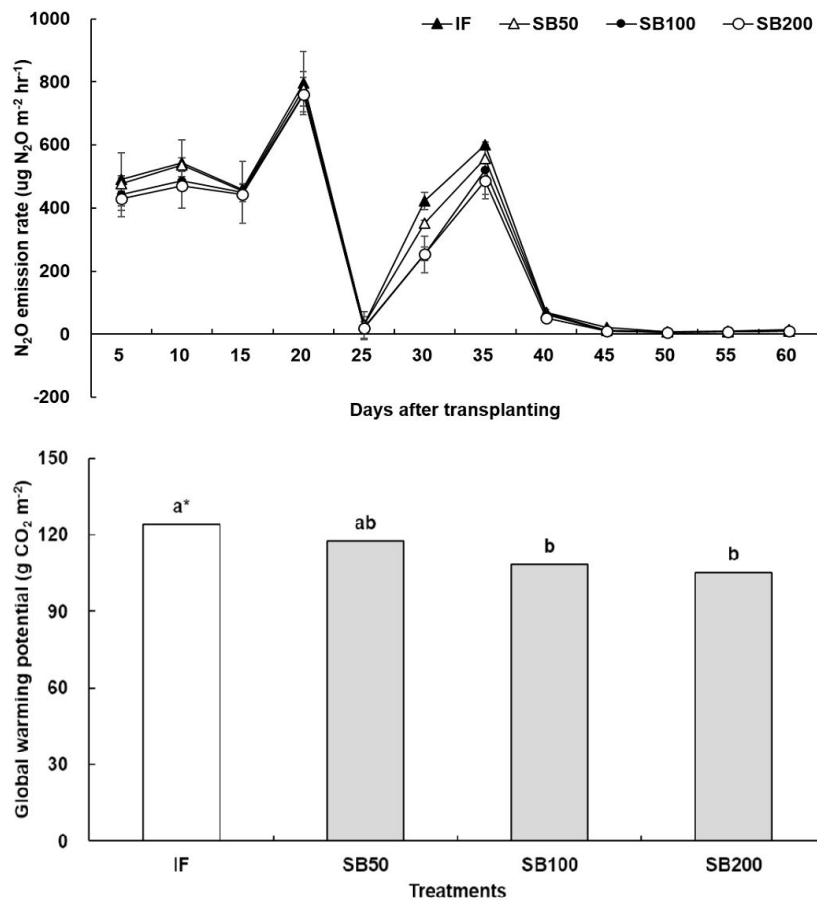 IF SB50 SB100 SB200
N₂O emission rate (ug N₂O m⁻² hr⁻¹)
1000
800
600
400
200
0
-200
5 10 15 20 25 30 35 40 45 50 55 60
Days after transplanting
Global warming potential (g CO₂ m⁻²)
150
120
90
60
30
0
a* ab b b
IF SB50 SB100 SB200
Treatments